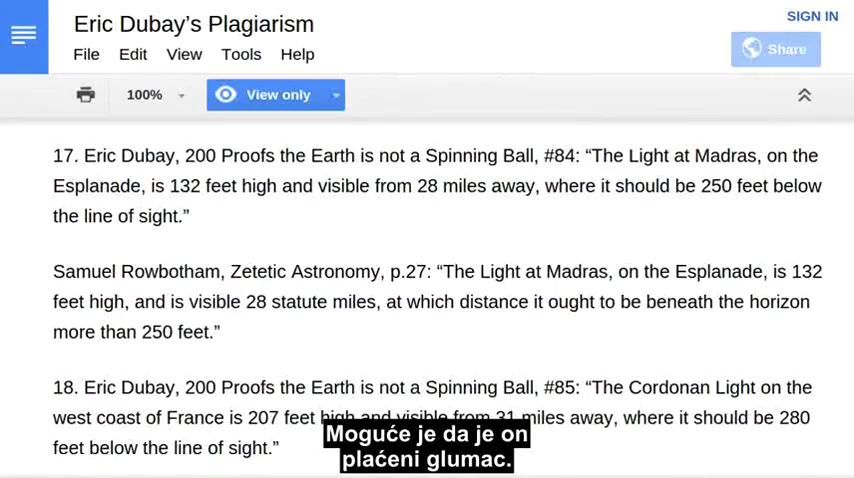 Eric Dubay’s Plagiarism
SIGN IN
File Edit View Tools Help
Share
100% View only
17. Eric Dubay, 200 Proofs the Earth is not a Spinning Ball, #84: “The Light at Madras, on the
Esplanade, is 132 feet high and visible from 28 miles away, where it should be 250 feet below
the line of sight.”
Samuel Rowbotham, Zetetic Astronomy, p.27: “The Light at Madras, on the Esplanade, is 132
feet high, and is visible 28 statute miles, at which distance it ought to be beneath the horizon
more than 250 feet.”
18. Eric Dubay, 200 Proofs the Earth is not a Spinning Ball, #85: “The Cordonan Light on the
west coast of France is 207 feet high and visible from 31 miles away, where it should be 280
feet below the line of sight.”
Moguće je da je on
plaćeni glumac.